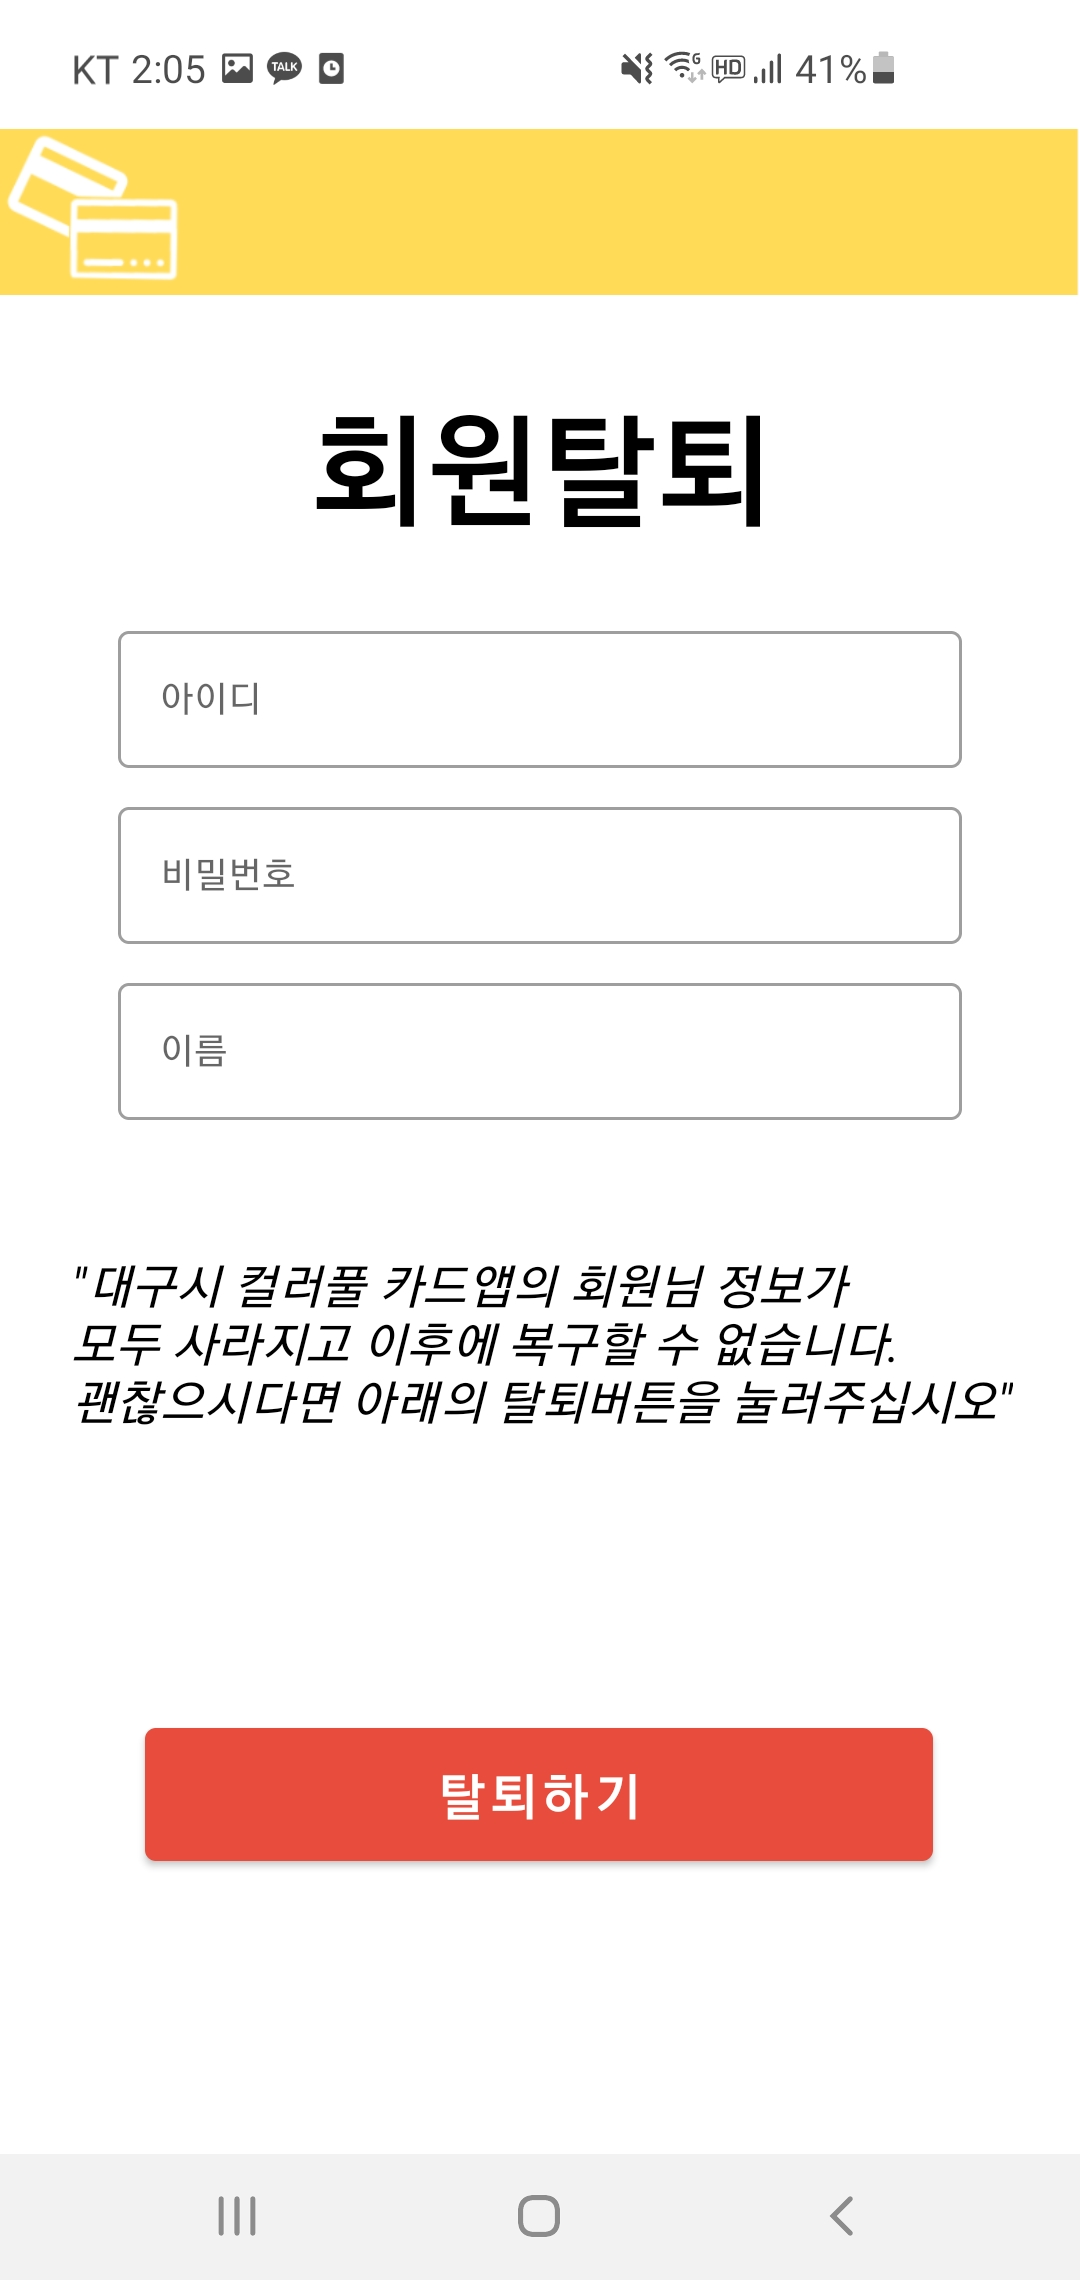 KT 2:05 TALK G HD 41%
회원탈퇴
아이디
비밀번호
이름
"대구시 컬러풀 카드앱의 회원님 정보가
모두 사라지고 이후에 복구할 수 없습니다.
괜찮으시다면 아래의 탈퇴버튼을 눌러주십시오"
탈퇴하기